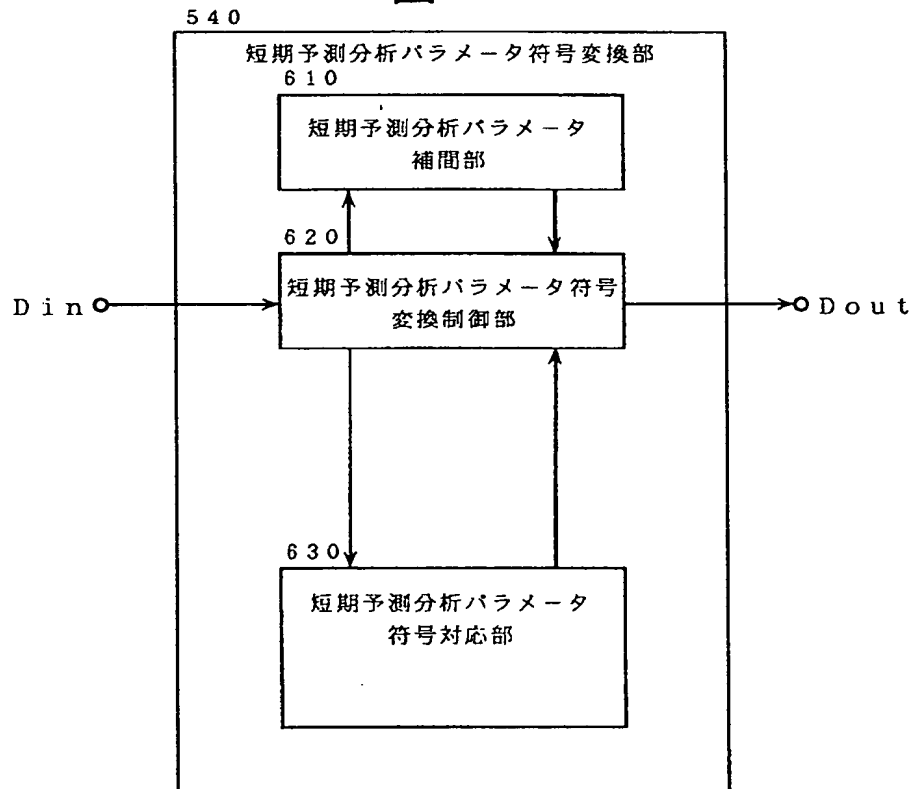 540
短期予測分析パラメータ符号変換部
610
短期予測分析パラメータ
補間部
620
短期予測分析パラメータ符号
変換制御部
Din
Dout
630
短期予測分析パラメータ
符号対応部